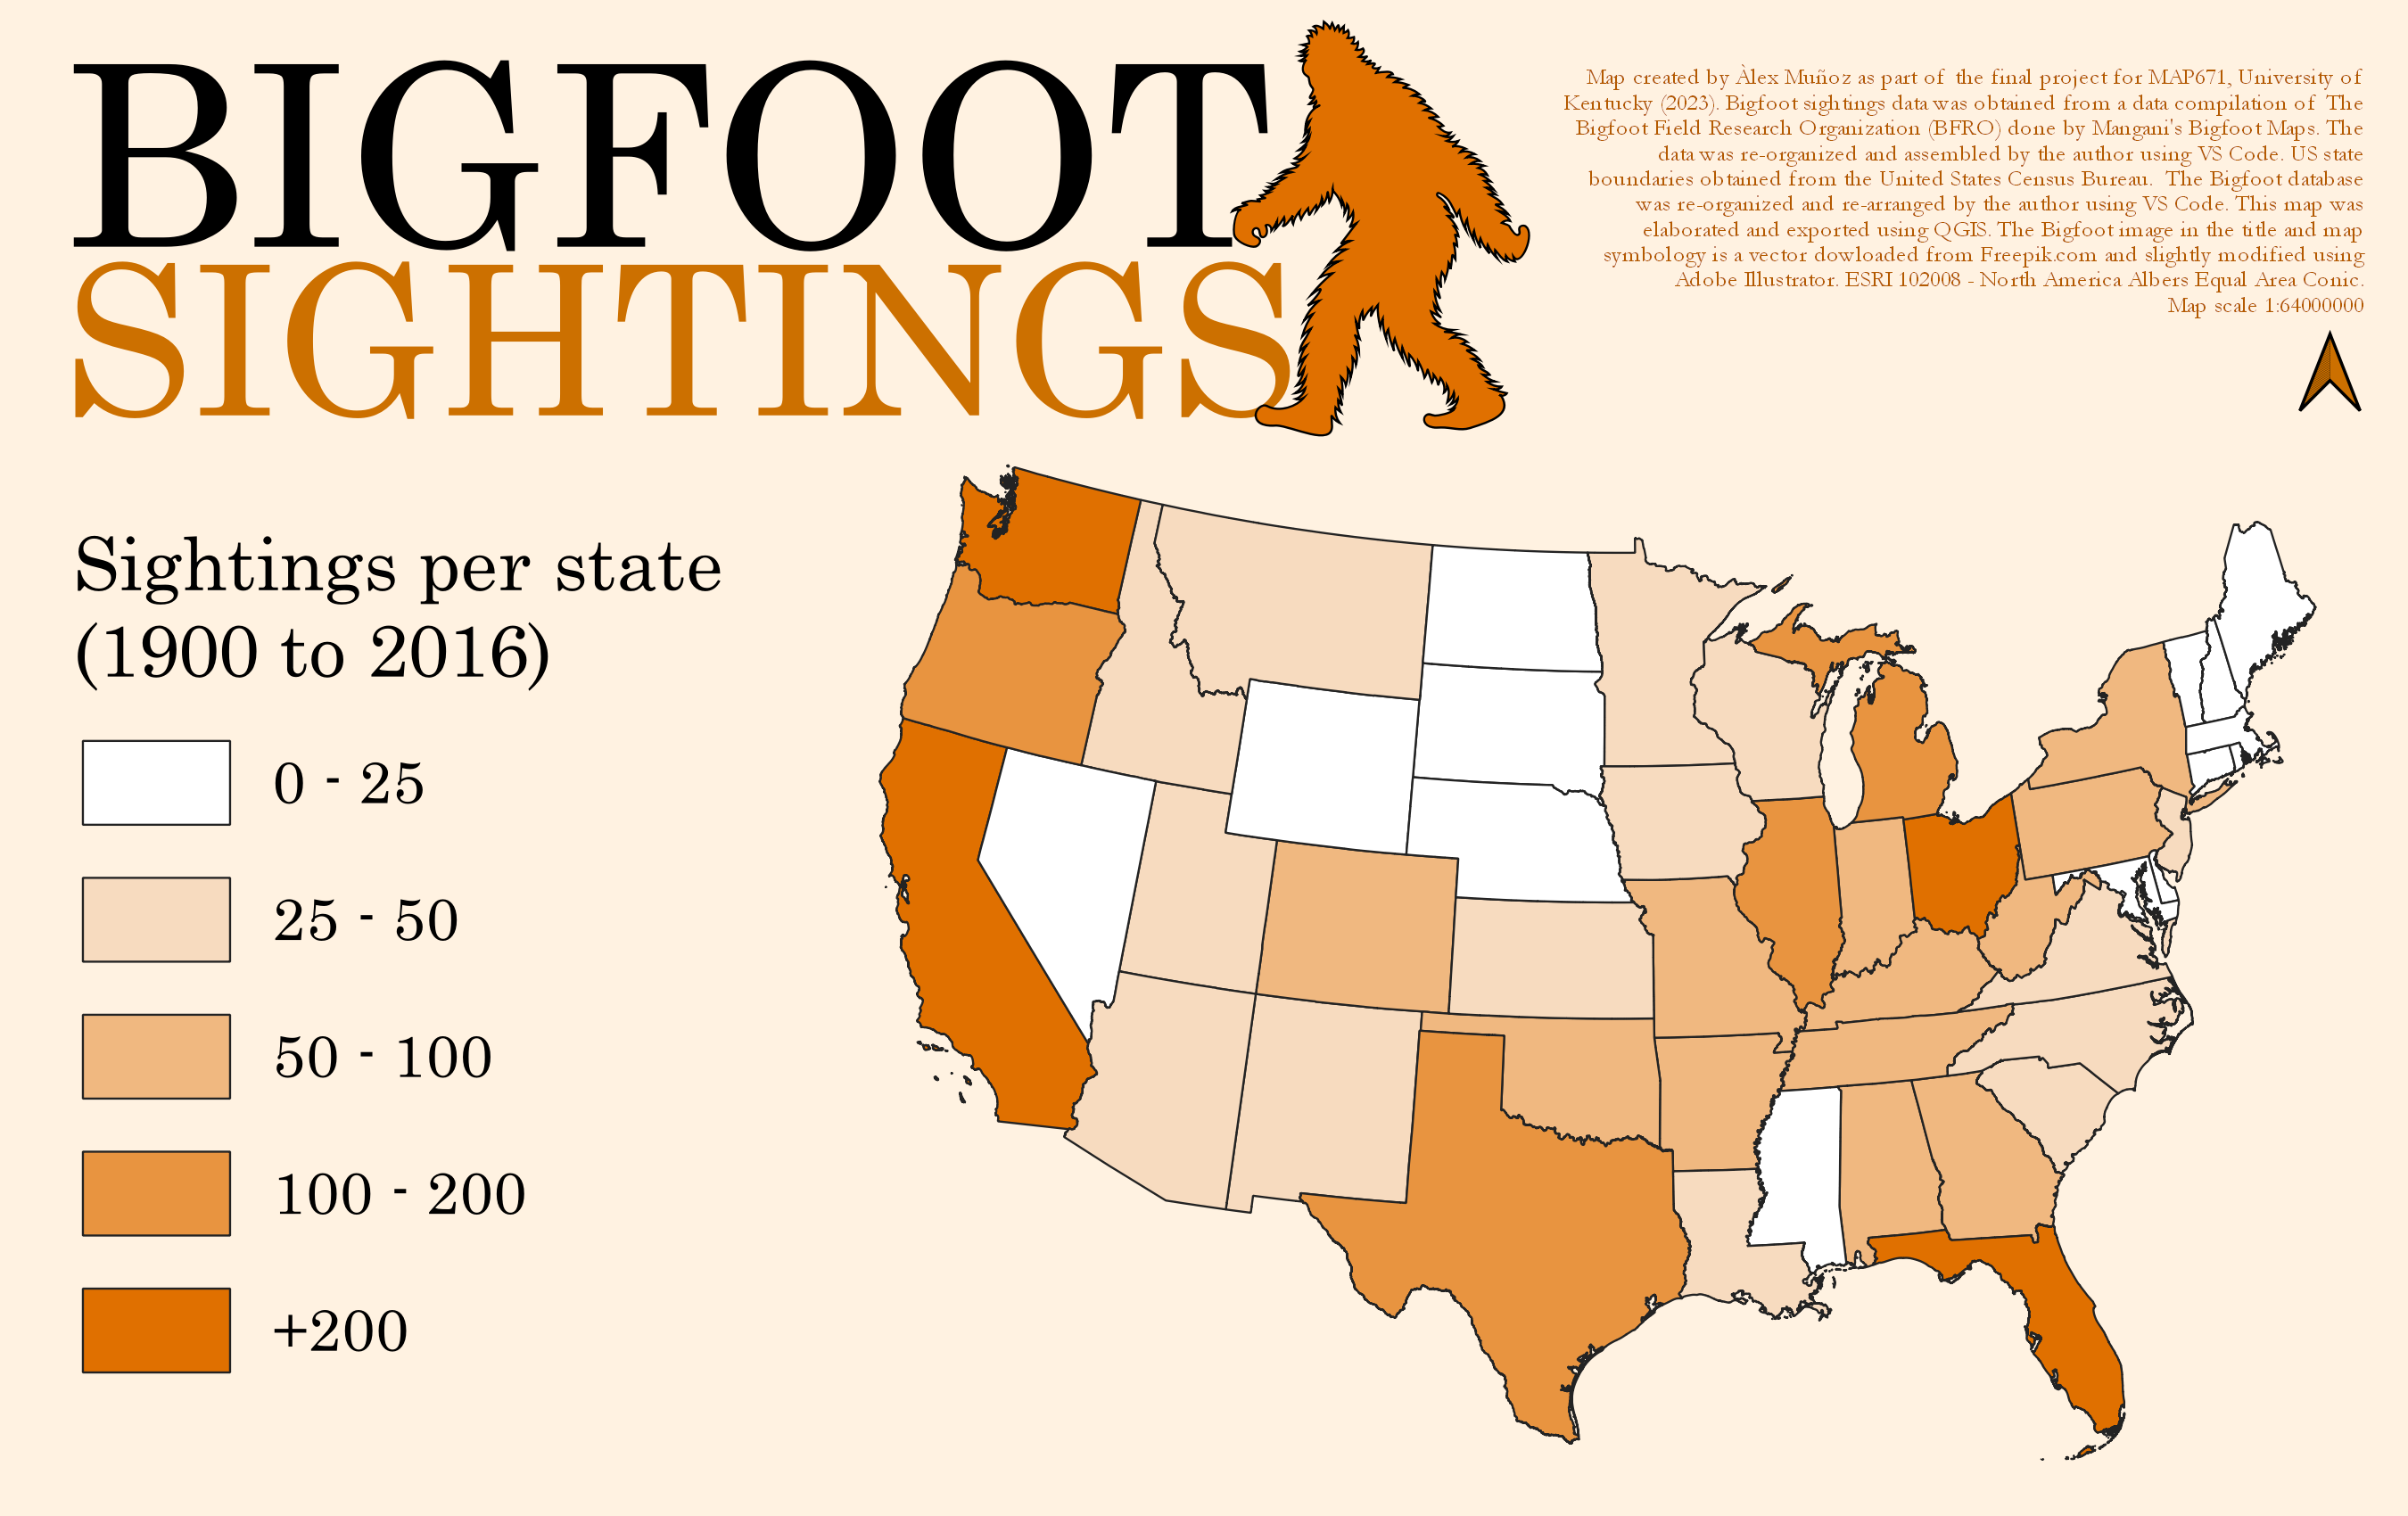 BIGFOOT
SIGHTINGS
Map created by Àlex Muñoz as part of the final project for MAP671, University of
Kentucky (2023). Bigfoot sightings data was obtained from a data compilation of The
Bigfoot Field Research Organization (BFRO) done by Mangani's Bigfoot Maps. The
data was re-organized and assembled by the author using VS Code. US state
boundaries obtained from the United States Census Bureau. The Bigfoot database
was re-organized and re-arranged by the author using VS Code. This map was
elaborated and exported using QGIS. The Bigfoot image in the title and map
symbology is a vector dowloaded from Freepik.com and slightly modified using
Adobe Illustrator. ESRI 102008 - North America Albers Equal Area Conic.
Map scale 1:64000000
Sightings per state
(1900 to 2016)
0 - 25
25 - 50
50 - 100
100 - 200
+200